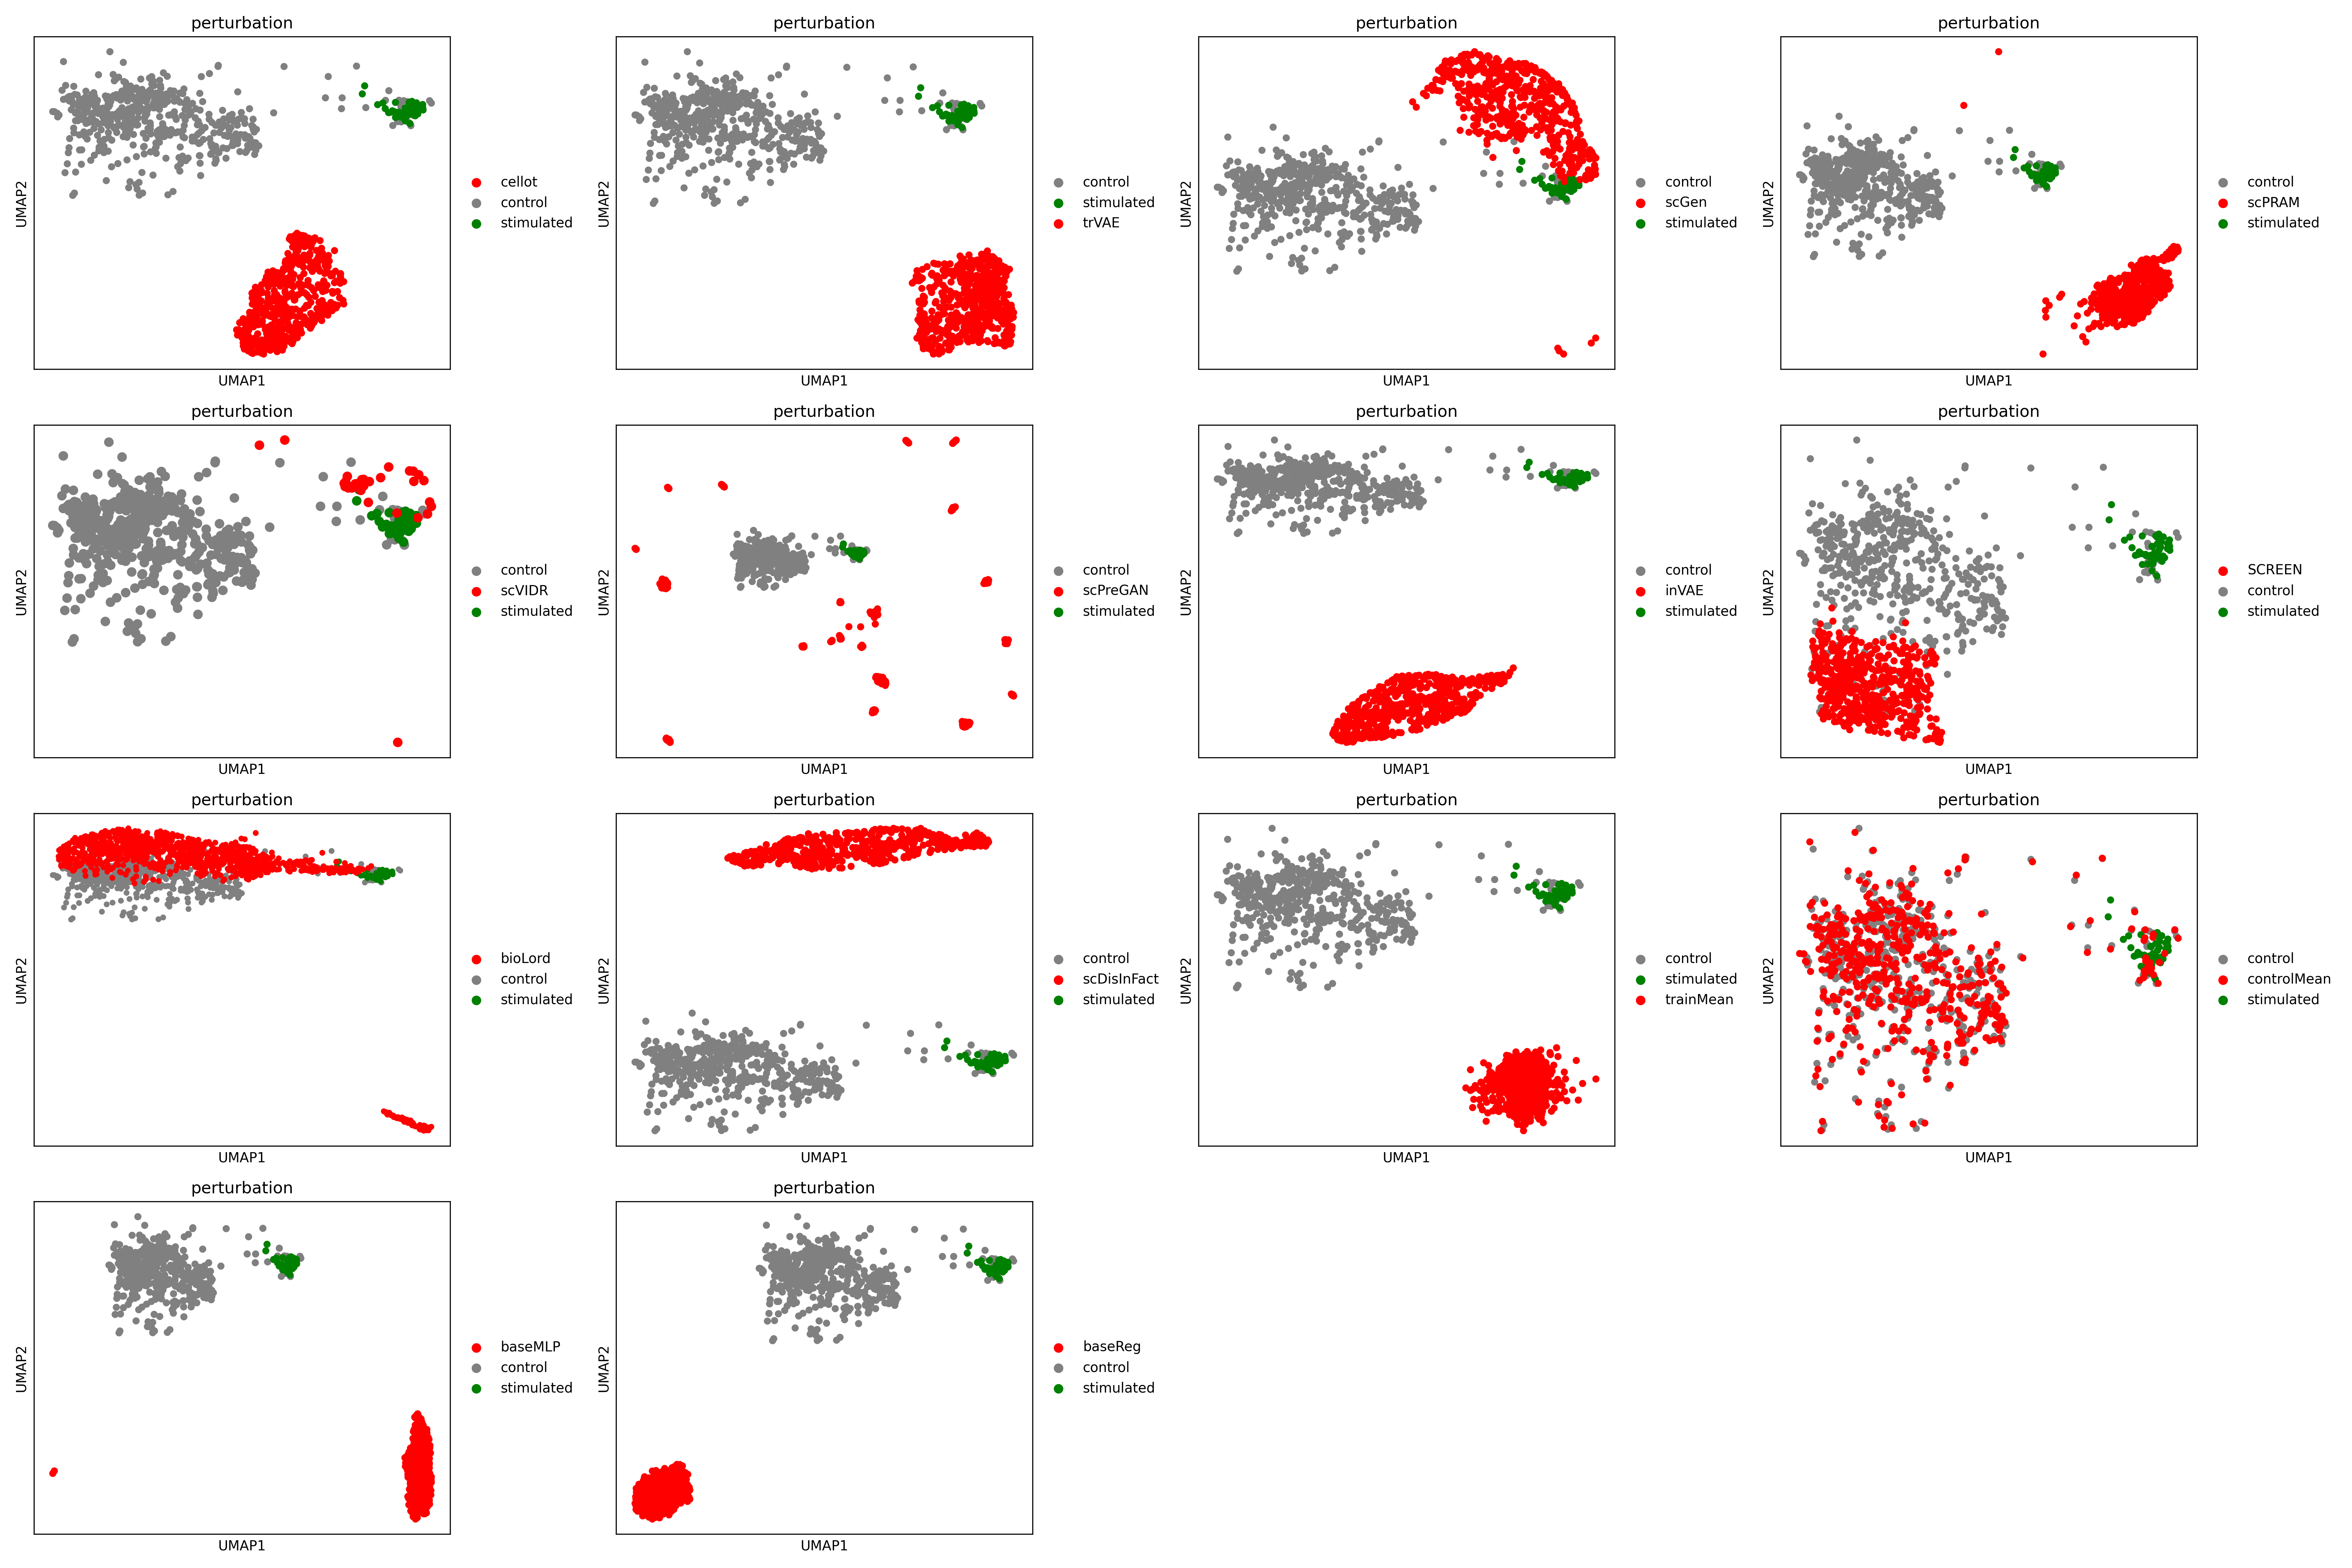 perturbation
UMAP2
UMAP1
cellot
control
stimulated
perturbation
UMAP2
UMAP1
control
stimulated
trVAE
perturbation
UMAP2
UMAP1
control
scGen
stimulated
perturbation
UMAP2
UMAP1
control
scPRAM
stimulated
perturbation
UMAP2
UMAP1
control
scVIDR
stimulated
perturbation
UMAP2
UMAP1
control
scPreGAN
stimulated
perturbation
UMAP2
UMAP1
control
inVAE
stimulated
perturbation
UMAP2
UMAP1
SCREEN
control
stimulated
perturbation
UMAP2
UMAP1
bioLord
control
stimulated
perturbation
UMAP2
UMAP1
control
scDisInFact
stimulated
perturbation
UMAP2
UMAP1
control
stimulated
trainMean
perturbation
UMAP2
UMAP1
control
controlMean
stimulated
perturbation
UMAP2
UMAP1
baseMLP
control
stimulated
perturbation
UMAP2
UMAP1
baseReg
control
stimulated